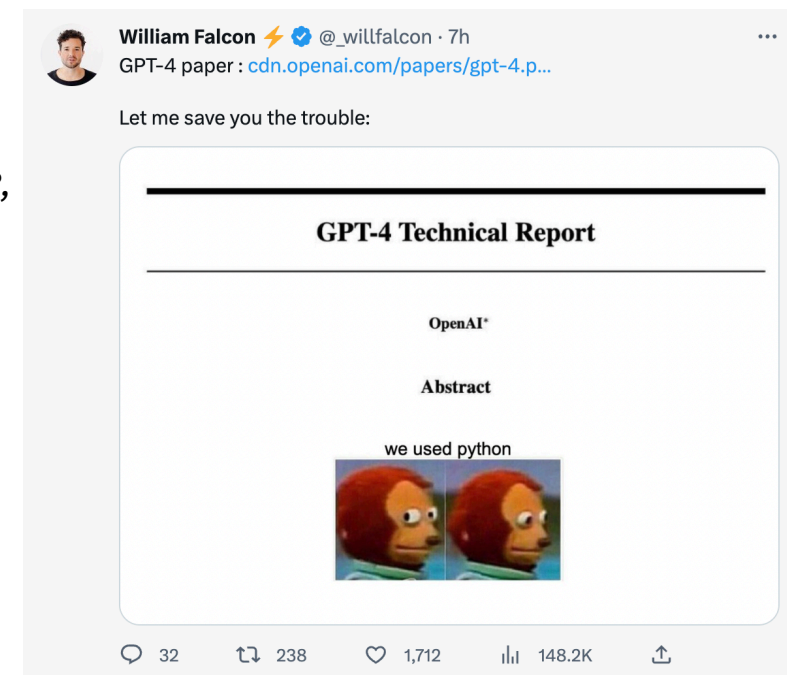 William Falcon ⚡ @_willfalcon · 7h
GPT-4 paper : cdn.openai.com/papers/gpt-4.p...
Let me save you the trouble:
,
GPT-4 Technical Report
OpenAI*
Abstract
we used python
32 238 1,712 148.2K